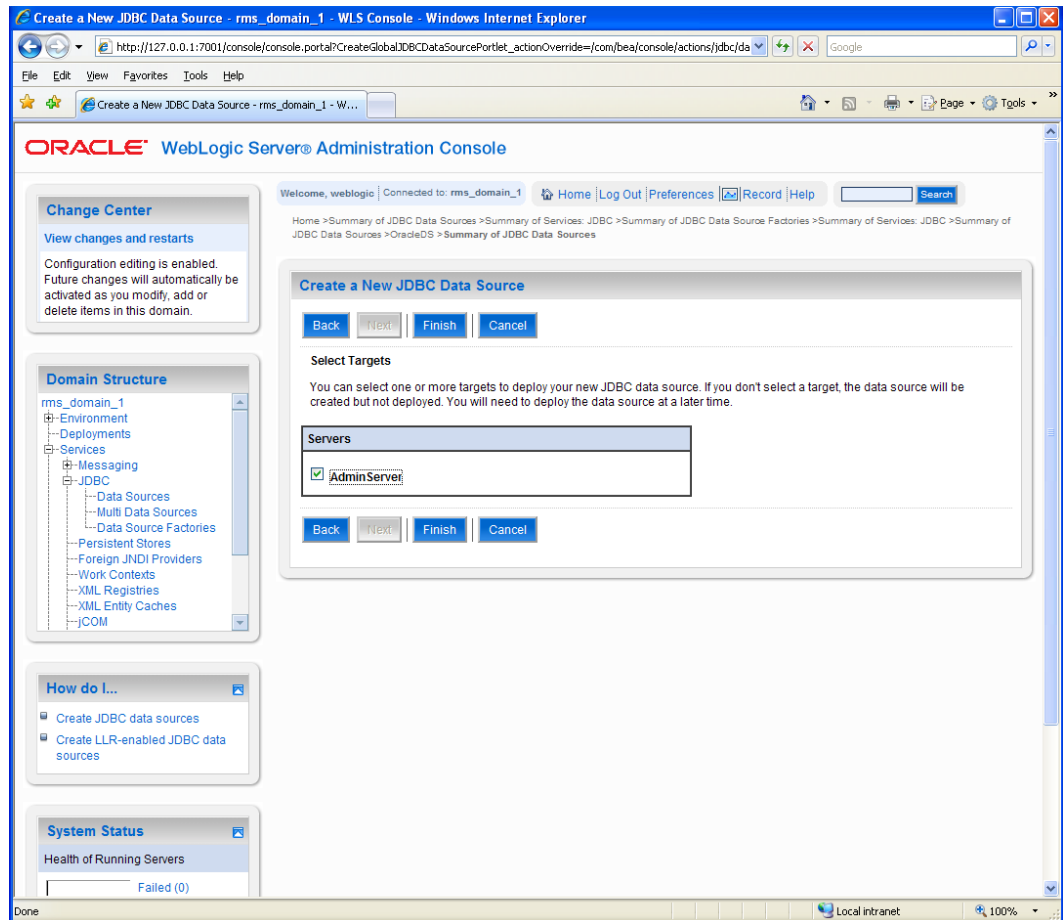 Create a New JDBC Data Source - rms_domain_1 - WLS Console - Windows Internet Explorer
http://127.0.0.1:7001/console/console.portal?CreateGlobalJDBCDataSourcePortlet_actionOverride=/com/bea/console/actions/jdbc/da
Google
File Edit View Favorites Tools Help
Create a New JDBC Data Source - rms_domain_1 - W...
Page Tools »
ORACLE WebLogic Server® Administration Console
Change Center
View changes and restarts
Configuration editing is enabled.
Future changes will automatically be
activated as you modify, add or
delete items in this domain.
Domain Structure
rms_domain_1
Environment
Deployments
Services
Messaging
JDBC
Data Sources
Multi Data Sources
Data Source Factories
Persistent Stores
Foreign JNDI Providers
Work Contexts
XML Registries
XML Entity Caches
jCOM
How do I...
Create JDBC data sources
Create LLR-enabled JDBC data
sources
System Status
Health of Running Servers
Failed (0)
Welcome, weblogic Connected to: rms_domain_1 Home Log Out Preferences Record Help Search
Home >Summary of JDBC Data Sources >Summary of Services: JDBC >Summary of JDBC Data Source Factories >Summary of Services: JDBC >Summary of
JDBC Data Sources >OracleDS >Summary of JDBC Data Sources
Create a New JDBC Data Source
Back Next Finish Cancel
Select Targets
You can select one or more targets to deploy your new JDBC data source. If you don't select a target, the data source will be
created but not deployed. You will need to deploy the data source at a later time.
Servers
AdminServer
Back Next Finish Cancel
Done Local intranet 100%